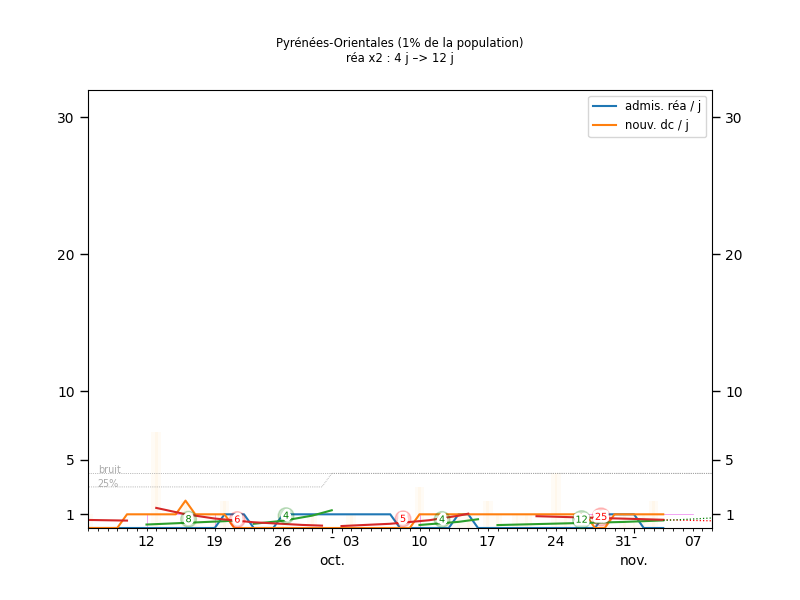 Pyrénées-Orientales (1% de la population)
réa x2 : 4 j –> 12 j
admis. réa / j
nouv. dc / j
30 30
20 20
10 10
5 5
1 1
bruit
25%
8 6 4 5 4 12 25
12 19 26 - 03 10 17 24 31- 07
oct. nov.